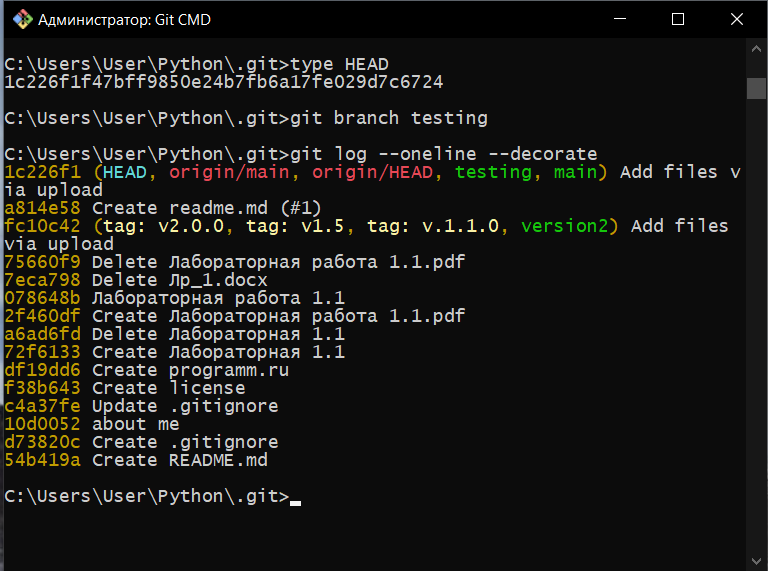 Администратор: Git CMD
C:\Users\User\Python\.git>type HEAD
1c226f1f47bff9850e24b7fb6a17fe029d7c6724
C:\Users\User\Python\.git>git branch testing
C:\Users\User\Python\.git>git log --oneline --decorate
1c226f1 (HEAD, origin/main, origin/HEAD, testing, main) Add files v
ia upload
a814e58 Create readme.md (#1)
fc10c42 (tag: v2.0.0, tag: v1.5, tag: v.1.1.0, version2) Add files
via upload
75660f9 Delete Лабораторная работа 1.1.pdf
7eca798 Delete Лр_1.docx
078648b Лабораторная работа 1.1
2f460df Create Лабораторная работа 1.1.pdf
a6ad6fd Delete Лабораторная 1.1
72f6133 Create Лабораторная 1.1
df19dd6 Create programm.ru
f38b643 Create license
c4a37fe Update .gitignore
10d0052 about me
d73820c Create .gitignore
54b419a Create README.md
C:\Users\User\Python\.git>